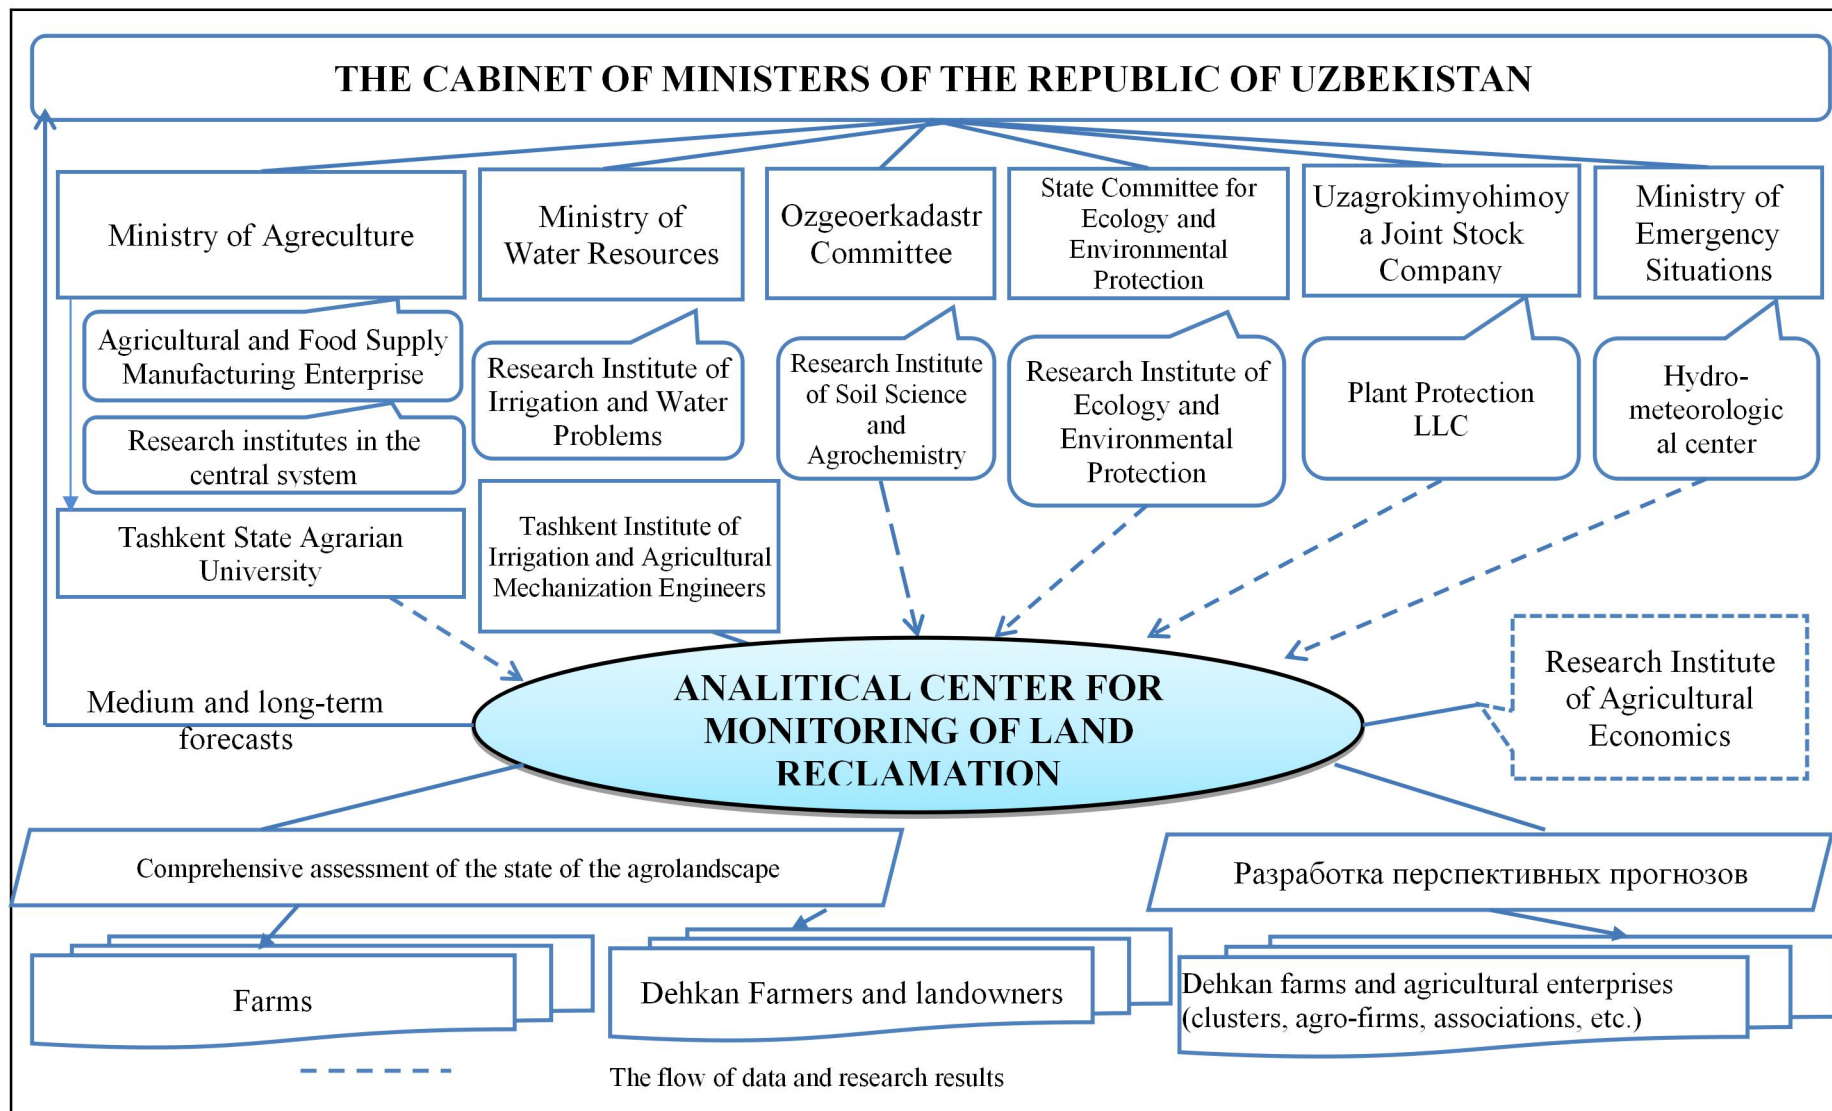 THE CABINET OF MINISTERS OF THE REPUBLIC OF UZBEKISTAN
Ministry of Agreculture
Ministry of
Water Resources
Ozgeoerkadastr
Committee
State Committee for
Ecology and
Environmental
Protection
Uzagrokimyohimoy
a Joint Stock
Company
Ministry of
Emergency
Situations
Agricultural and Food Supply
Manufacturing Enterprise
Research institutes in the
central system
Research Institute of
Irrigation and Water
Problems
Research Institute
of Soil Science
and
Agrochemistry
Research Institute of
Ecology and
Environmental
Protection
Plant Protection
LLC
Hydro-
meteorologic
al center
Tashkent State Agrarian
University
Tashkent Institute of
Irrigation and Agricultural
Mechanization Engineers
Medium and long-term
forecasts
ANALITICAL CENTER FOR
MONITORING OF LAND
RECLAMATION
Research Institute
of Agricultural
Economics
Comprehensive assessment of the state of the agrolandscape
Разработка перспективных прогнозов
Farms
Dehkan Farmers and landowners
Dehkan farms and agricultural enterprises
(clusters, agro-firms, associations, etc.)
The flow of data and research results